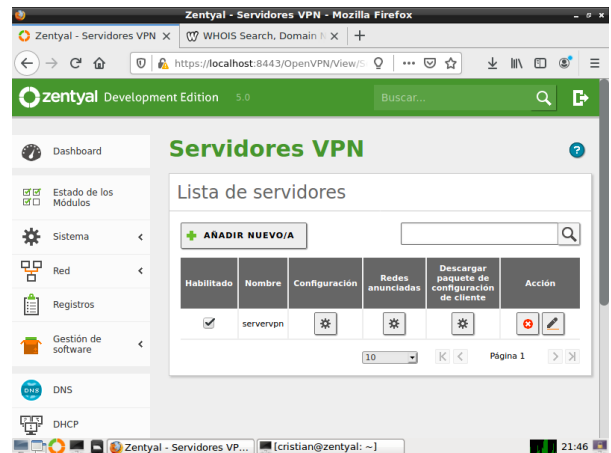 Zentyal - Servidores VPN - Mozilla Firefox
Zentyal - Servidores VPN
WHOIS Search, Domain N
https://localhost:8443/OpenVPN/View/S
zentyal Development Edition 5.0
Buscar...
Dashboard
Estado de los
Módulos
Sistema
Red
Registros
Gestión de
software
DNS
DHCP
Servidores VPN
Lista de servidores
AÑADIR NUEVO/A
Habilitado
Nombre
Configuración
Redes
anunciadas
Descargar
paquete de
configuración
de cliente
Acción
servervpn
10
Página 1
Zentyal - Servidores VP...
[cristian@zentyal: ~]
21:46